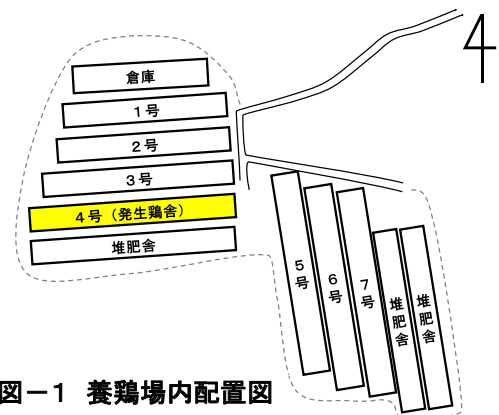 倉庫
1号
2号
3号
4号（発生鶏舎）
堆肥舎
5号
6号
7号
堆肥舎
堆肥舎
図－1 養鶏場内配置図